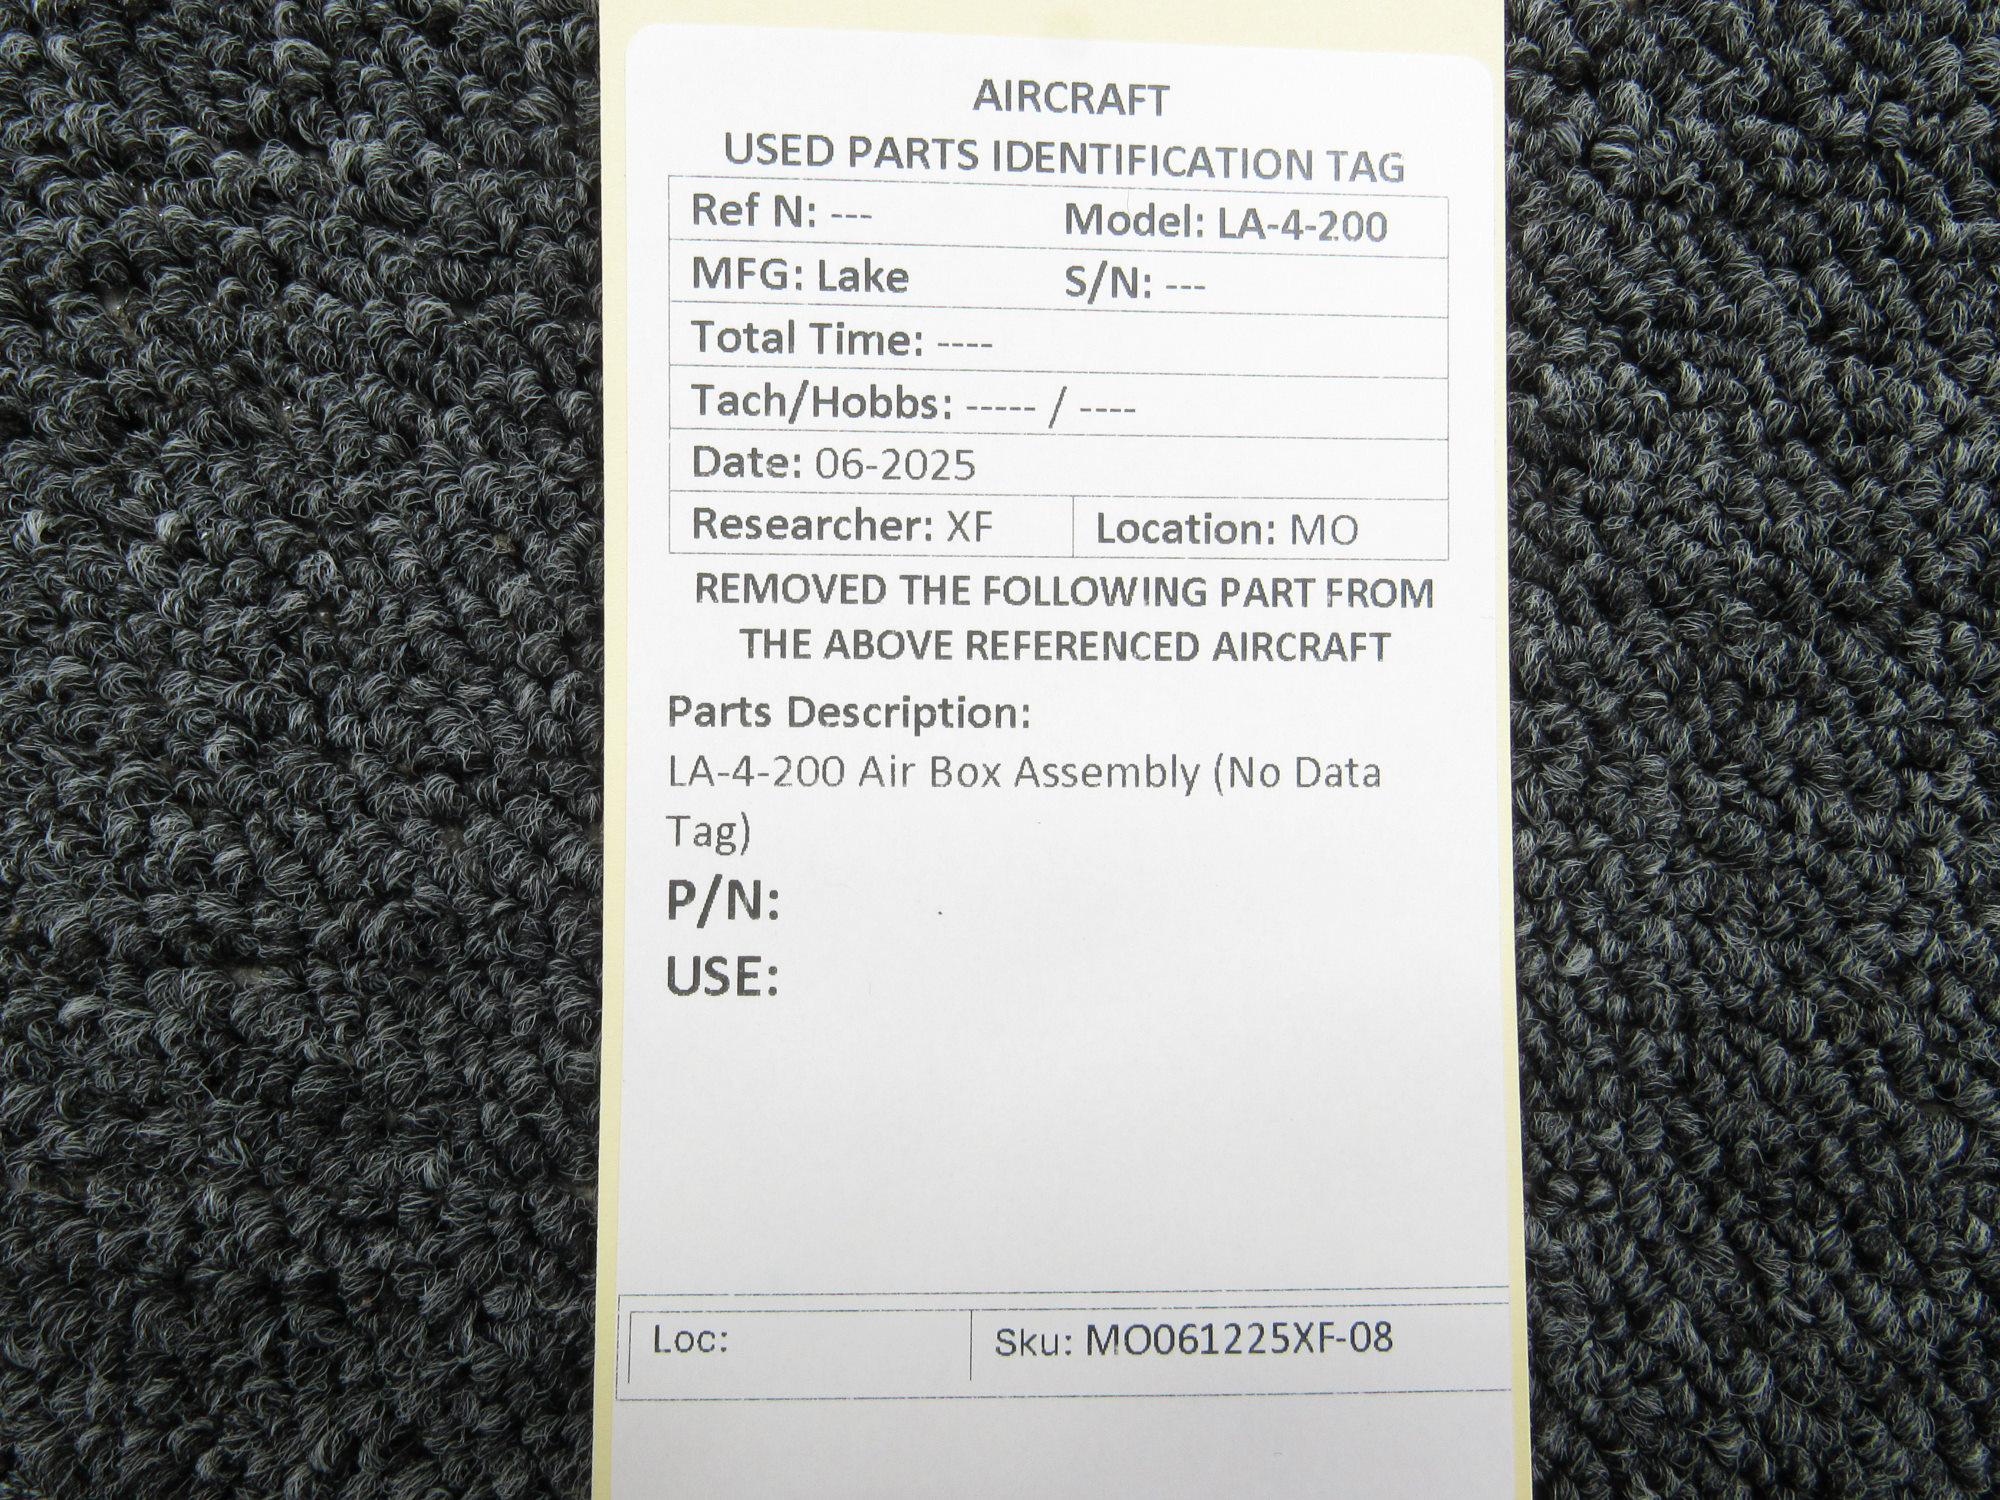 AIRCRAFT
USED PARTS IDENTIFICATION TAG
Ref N: --- Model: LA-4-200
MFG: Lake S/N: ---
Total Time: ----
Tach/Hobbs: ----- / ----
Date: 06-2025
Researcher: XF Location: MO
REMOVED THE FOLLOWING PART FROM
THE ABOVE REFERENCED AIRCRAFT
Parts Description:
LA-4-200 Air Box Assembly (No Data
Tag)
P/N:
USE:
Loc: Sku: MO061225XF-08